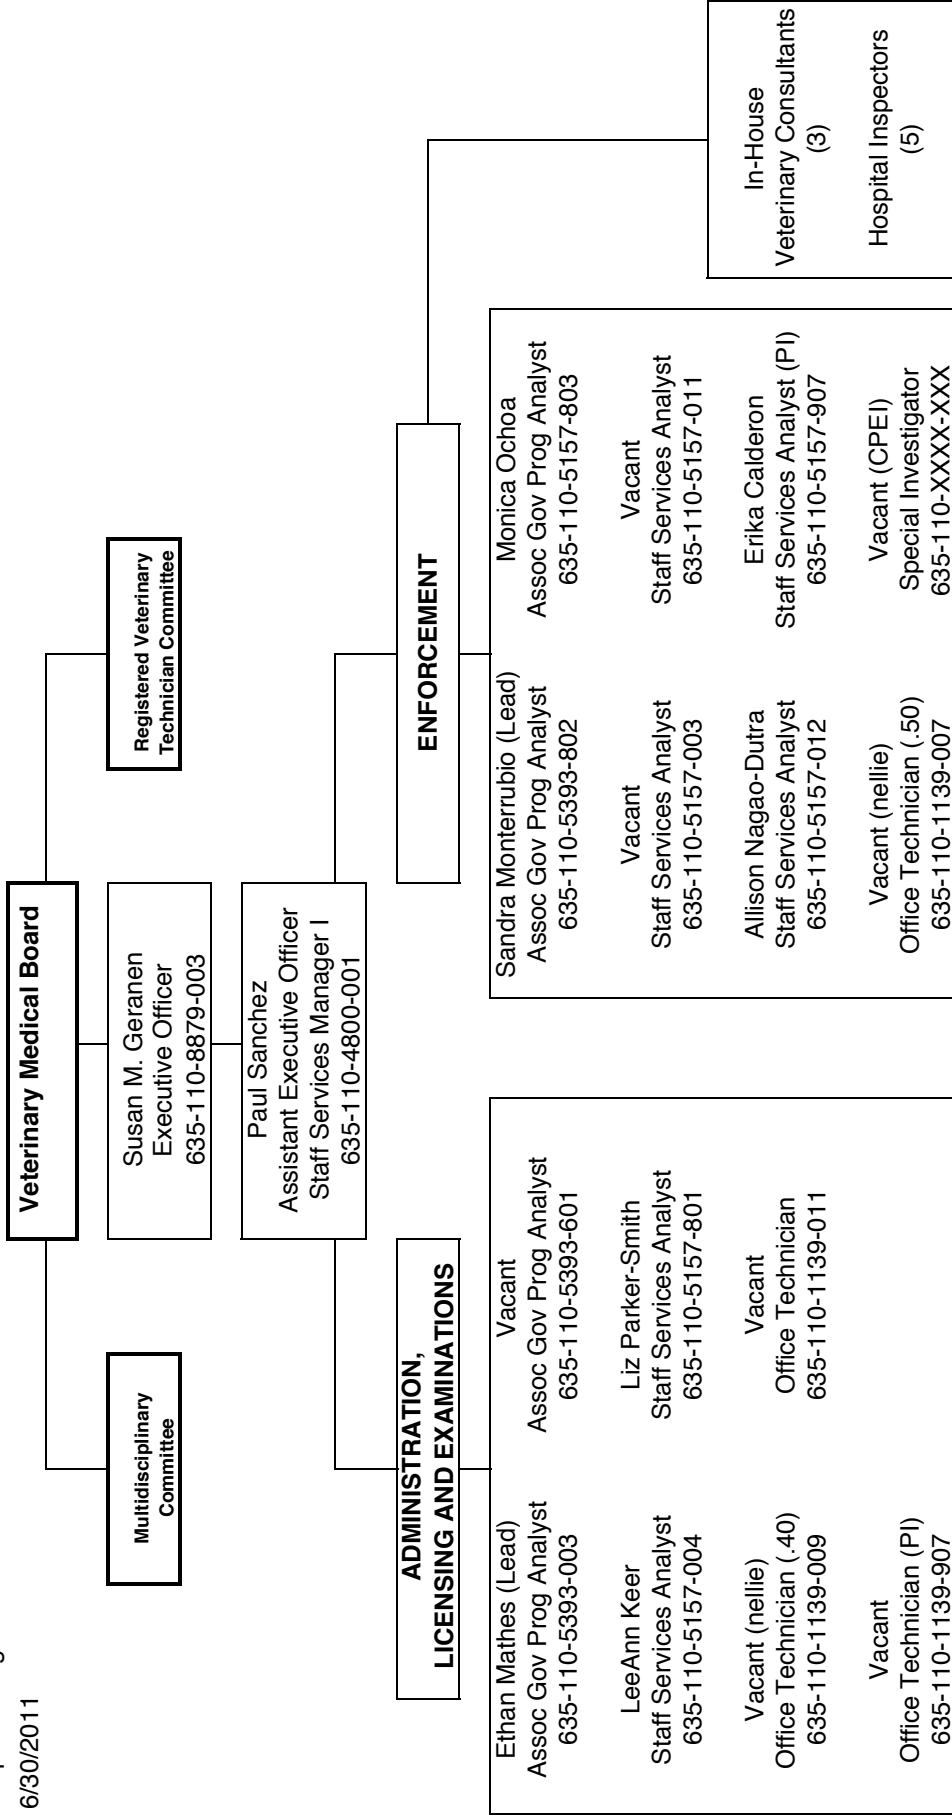 6/30/2011
Veterinary Medical Board
Multidisciplinary
Committee
Registered Veterinary
Technician Committee
Susan M. Geranen
Executive Officer
635-110-8879-003
Paul Sanchez
Assistant Executive Officer
Staff Services Manager I
635-110-4800-001
ADMINISTRATION,
LICENSING AND EXAMINATIONS
Ethan Mathes (Lead)
Assoc Gov Prog Analyst
635-110-5393-003
Vacant
Assoc Gov Prog Analyst
635-110-5393-601
LeeAnn Keer
Staff Services Analyst
635-110-5157-004
Liz Parker-Smith
Staff Services Analyst
635-110-5157-801
Vacant (nellie)
Office Technician (.40)
635-110-1139-009
Vacant
Office Technician
635-110-1139-011
Vacant
Office Technician (PI)
635-110-1139-907
ENFORCEMENT
Sandra Monterrubio (Lead)
Assoc Gov Prog Analyst
635-110-5393-802
Monica Ochoa
Assoc Gov Prog Analyst
635-110-5157-803
Vacant
Staff Services Analyst
635-110-5157-003
Vacant
Staff Services Analyst
635-110-5157-011
Allison Nagao-Dutra
Staff Services Analyst
635-110-5157-012
Erika Calderon
Staff Services Analyst (PI)
635-110-5157-907
Vacant (nellie)
Office Technician (.50)
635-110-1139-007
Vacant (CPEI)
Special Investigator
635-110-XXXX-XXX
In-House
Veterinary Consultants
(3)
Hospital Inspectors
(5)